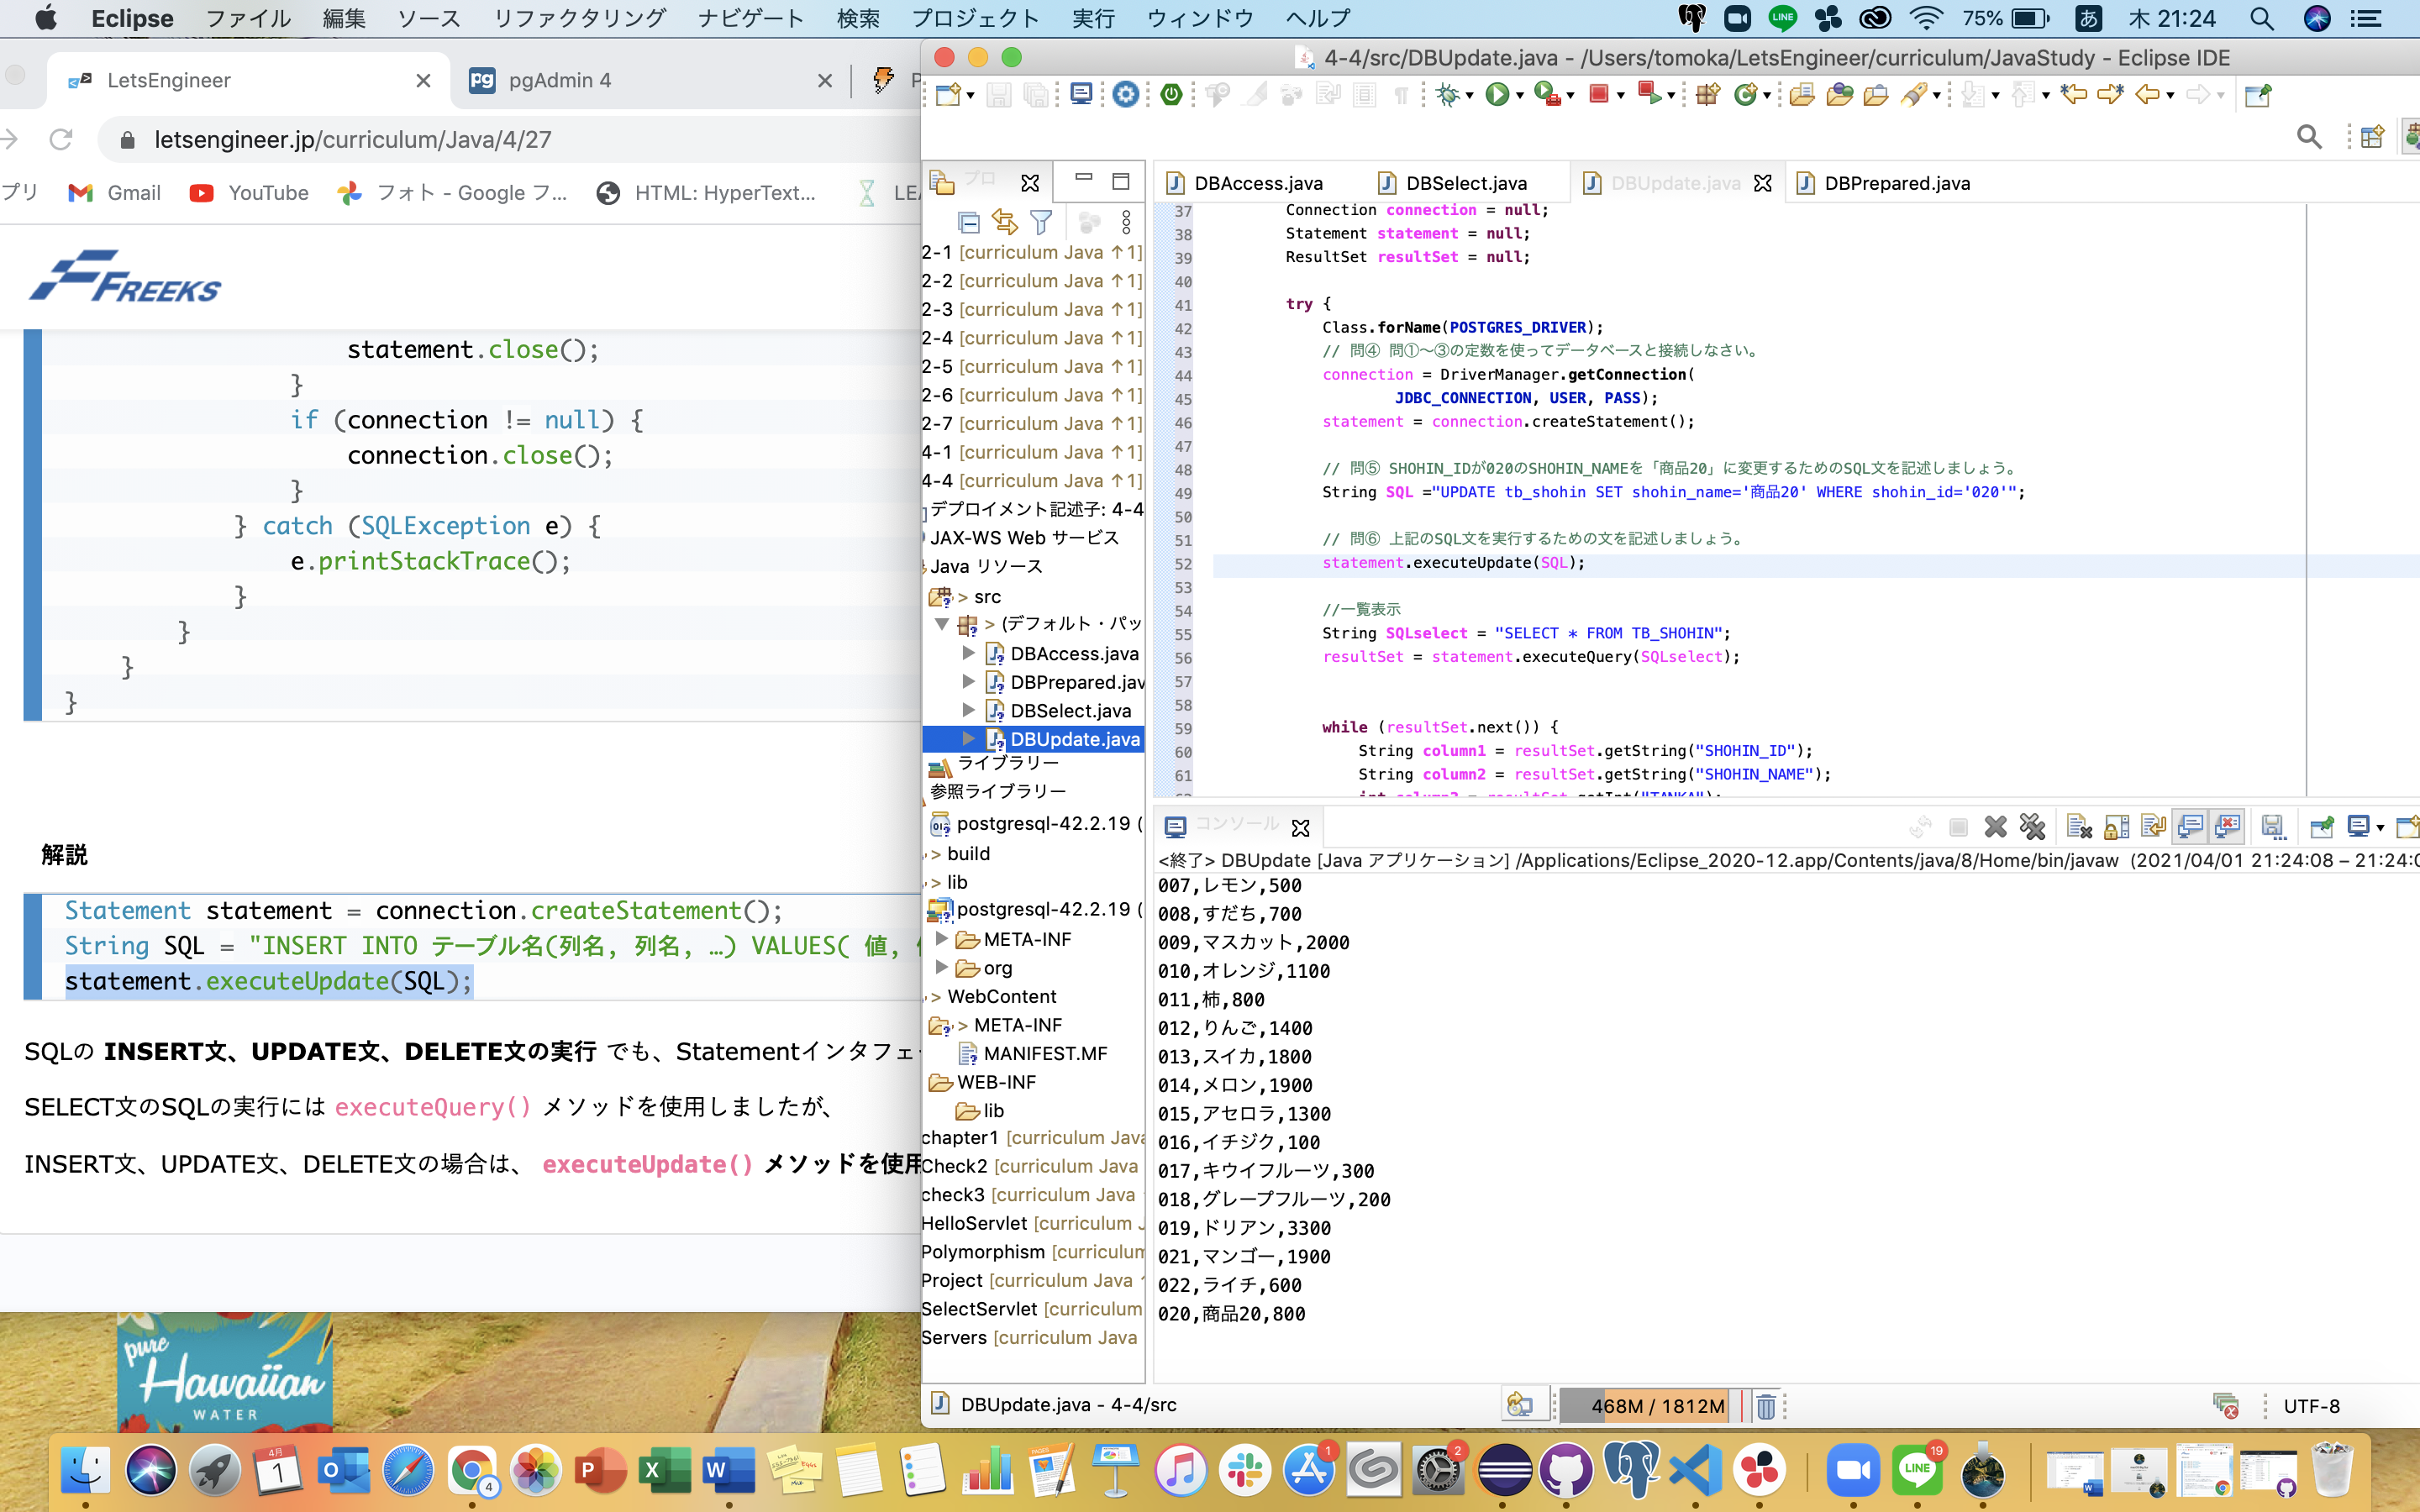 Eclipse ファイル 編集 ソース リファクタリング ナビゲート 検索 プロジェクト 実行 ウィンドウ ヘルプ
LINE 75% あ 木 21:24
LetsEngineer
pgAdmin 4
letsengineer.jp/curriculum/Java/4/27
プリ Gmail YouTube フォト - Google フ... HTML: HyperText...
FREEKS
statement.close();
}
if (connection != null) {
connection.close();
}
} catch (SQLException e) {
e.printStackTrace();
}
}
}
}
解説
Statement statement = connection.createStatement();
String SQL = "INSERT INTO テーブル名(列名, 列名, …) VALUES( 値,
statement.executeUpdate(SQL);
SQLの INSERT文、UPDATE文、DELETE文の実行 でも、Statementインタフェ
SELECT文のSQLの実行には executeQuery() メソッドを使用しましたが、
INSERT文、UPDATE文、DELETE文の場合は、 executeUpdate() メソッドを使用
4-4/src/DBUpdate.java - /Users/tomoka/LetsEngineer/curriculum/JavaStudy - Eclipse IDE
プロ
2-1 [curriculum Java ↑1]
2-2 [curriculum Java ↑1]
2-3 [curriculum Java ↑1]
2-4 [curriculum Java ↑1]
2-5 [curriculum Java ↑1]
2-6 [curriculum Java ↑1]
2-7 [curriculum Java ↑1]
4-1 [curriculum Java ↑1]
4-4 [curriculum Java ↑1]
デプロイメント記述子: 4-4
JAX-WS Web サービス
Java リソース
> src
> (デフォルト・パッ
DBAccess.java
DBPrepared.jav
DBSelect.java
DBUpdate.java
ライブラリー
参照ライブラリー
postgresql-42.2.19 (
> build
> lib
postgresql-42.2.19 (
META-INF
org
> WebContent
> META-INF
MANIFEST.MF
WEB-INF
lib
chapter1 [curriculum Java
Check2 [curriculum Java
check3 [curriculum Java
HelloServlet [curriculum J
Polymorphism [curriculum
Project [curriculum Java
SelectServlet [curriculum
Servers [curriculum Java
DBAccess.java DBSelect.java DBUpdate.java DBPrepared.java
37 Connection connection = null;
38 Statement statement = null;
39 ResultSet resultSet = null;
40
41 try {
42 Class.forName(POSTGRES_DRIVER);
43 // 問④ 問①〜③の定数を使ってデータベースと接続しなさい。
44 connection = DriverManager.getConnection(
45 JDBC_CONNECTION, USER, PASS);
46 statement = connection.createStatement();
47
48 // 問⑤ SHOHIN_IDが020のSHOHIN_NAMEを「商品20」に変更するためのSQL文を記述しましょう。
49 String SQL ="UPDATE tb_shohin SET shohin_name='商品20' WHERE shohin_id='020'";
50
51 // 問⑥ 上記のSQL文を実行するための文を記述しましょう。
52 statement.executeUpdate(SQL);
53
54 //一覧表示
55 String SQLselect = "SELECT * FROM TB_SHOHIN";
56 resultSet = statement.executeQuery(SQLselect);
57
58
59 while (resultSet.next()) {
60 String column1 = resultSet.getString("SHOHIN_ID");
61 String column2 = resultSet.getString("SHOHIN_NAME");
コンソール
<終了> DBUpdate [Java アプリケーション] /Applications/Eclipse_2020-12.app/Contents/java/8/Home/bin/javaw (2021/04/01 21:24:08 – 21:24:0
007,レモン,500
008,すだち,700
009,マスカット,2000
010,オレンジ,1100
011,柿,800
012,りんご,1400
013,スイカ,1800
014,メロン,1900
015,アセロラ,1300
016,イチジク,100
017,キウイフルーツ,300
018,グレープフルーツ,200
019,ドリアン,3300
021,マンゴー,1900
022,ライチ,600
020,商品20,800
DBUpdate.java - 4-4/src
468M / 1812M
UTF-8
pure
Hawaiian
WATER
4月
1
4
1
2
LINE
19